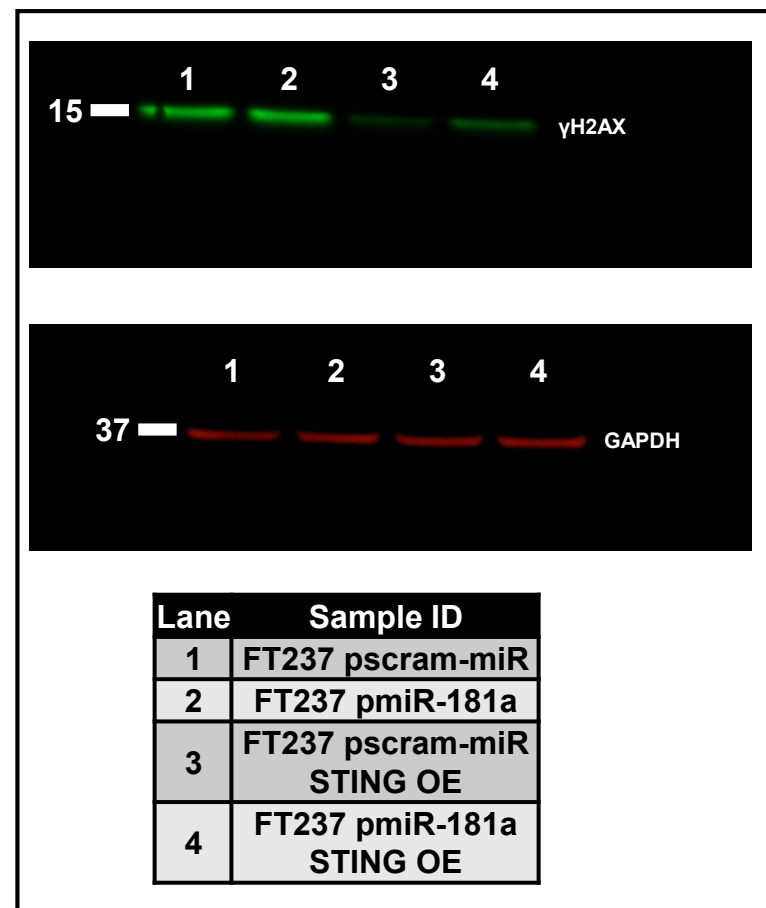 1 2 3 4
15
γH2AX
1 2 3 4
37
GAPDH
Lane Sample ID
1 FT237 pscram-miR
2 FT237 pmiR-181a
3 FT237 pscram-miR
STING OE
4 FT237 pmiR-181a
STING OE